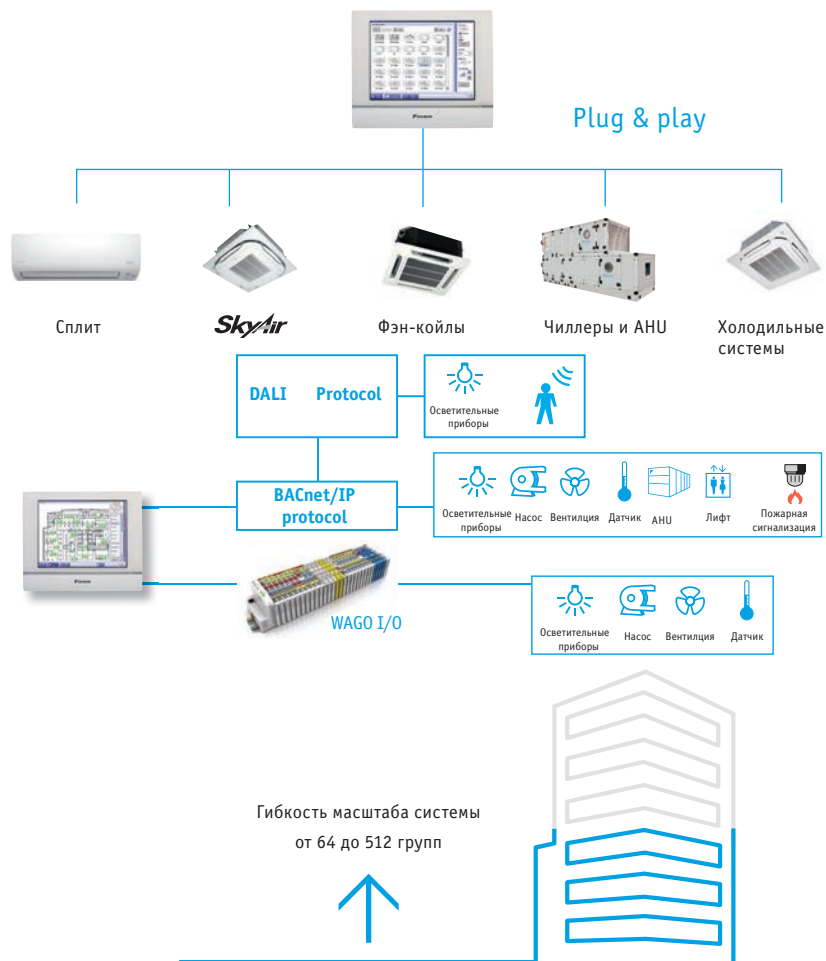 DAIKIN
Plug & play
Сплит
SkyAir
Фэн-койлы
Чиллеры и AHU
Холодильные
системы
DALI Protocol
Осветительные
приборы
BACnet/IP
protocol
Осветительные
приборы
Насос
Вентилция
Датчик
AHU
Лифт
Пожарная
сигнализация
DAIKIN
WAGO I/O
Осветительные
приборы
Насос
Вентилция
Датчик
Гибкость масштаба системы
от 64 до 512 групп